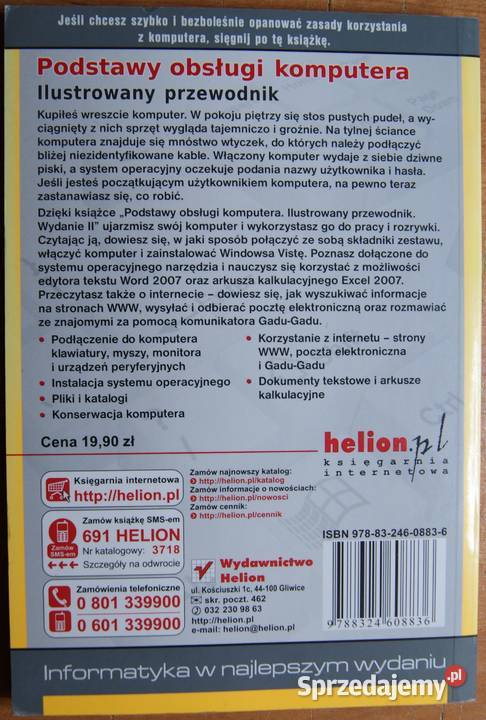 Jeśli chcesz szybko i bezboleśnie opanować zasady korzystania
z komputera, sięgnij po tę książkę.
Podstawy obsługi komputera
Ilustrowany przewodnik
Kupiłeś wreszcie komputer. W pokoju piętrzy się stos pustych pudeł, a wy-
ciągnięty z nich sprzęt wygląda tajemniczo i groźnie. Na tylnej ściance
komputera znajduje się mnóstwo wtyczek, do których należy podłączyć
bliżej niezidentyfikowane kable. Włączony komputer wydaje z siebie dziwne
piski, a system operacyjny oczekuje podania nazwy użytkownika i hasła.
Jeśli jesteś początkującym użytkownikiem komputera, na pewno teraz
zastanawiasz się, co robić.
Dzięki książce „Podstawy obsługi komputera. Ilustrowany przewodnik.
Wydanie II” ujarzmisz swój komputer i wykorzystasz go do pracy i rozrywki.
Czytając ją, dowiesz się, w jaki sposób połączyć ze sobą składniki zestawu,
włączyć komputer i zainstalować Windowsa Vistę. Poznasz dołączone do
systemu operacyjnego narzędzia i nauczysz się korzystać z możliwości
edytora tekstu Word 2007 oraz arkusza kalkulacyjnego Excel 2007.
Przeczytasz także o internecie – dowiesz się, jak wyszukiwać informacje
na stronach WWW, wysyłać i odbierać pocztę elektroniczną oraz rozmawiać
ze znajomymi za pomocą komunikatora Gadu-Gadu.
• Podłączenie do komputera
klawiatury, myszy, monitora
i urządzeń peryferyjnych
• Instalacja systemu operacyjnego
• Pliki i katalogi
• Konserwacja komputera
• Korzystanie z internetu – strony
WWW, poczta elektroniczna
i Gadu-Gadu
• Dokumenty tekstowe i arkusze
kalkulacyjne
Cena 19,90 zł
helion.pl
księgarnia
internetowa
Księgarnia internetowa
http://helion.pl
Zamów najnowszy katalog:
http://helion.pl/katalog
Zamów informacje o nowościach:
http://helion.pl/nowosci
Zamów cennik:
http://helion.pl/cennik
Zamów książkę SMS-em
691 HELION
Nr katalogowy: 3718
Szczegóły na odwrocie
Zamów
SMS-em
Zamówienia telefoniczne
0 801 339900
0 601 339900
Wydawnictwo
Helion
ul. Kościuszki 1c, 44-100 Gliwice
skr. poczt. 462
032 230 98 63
http://helion.pl
e-mail: helion@helion.pl
ISBN 978-83-246-0883-6
9 788324 608836
Informatyka w najlepszym wydaniu
Sprzedajemy.pl